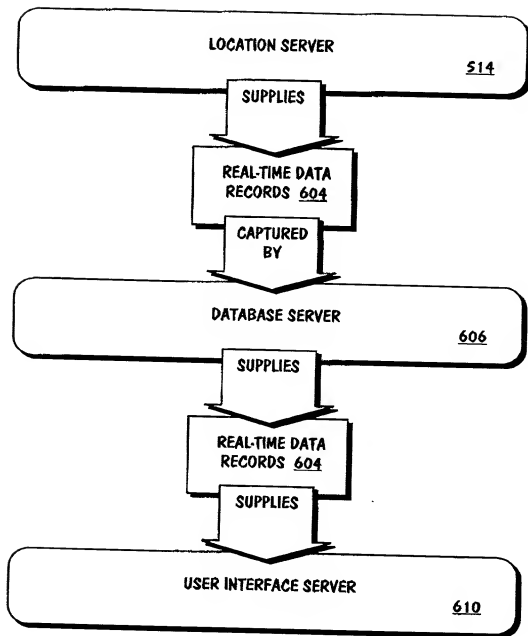 LOCATION SERVER
514
SUPPLIES
REAL-TIME DATA
RECORDS 604
CAPTURED
BY
DATABASE SERVER
606
SUPPLIES
REAL-TIME DATA
RECORDS 604
SUPPLIES
USER INTERFACE SERVER
610